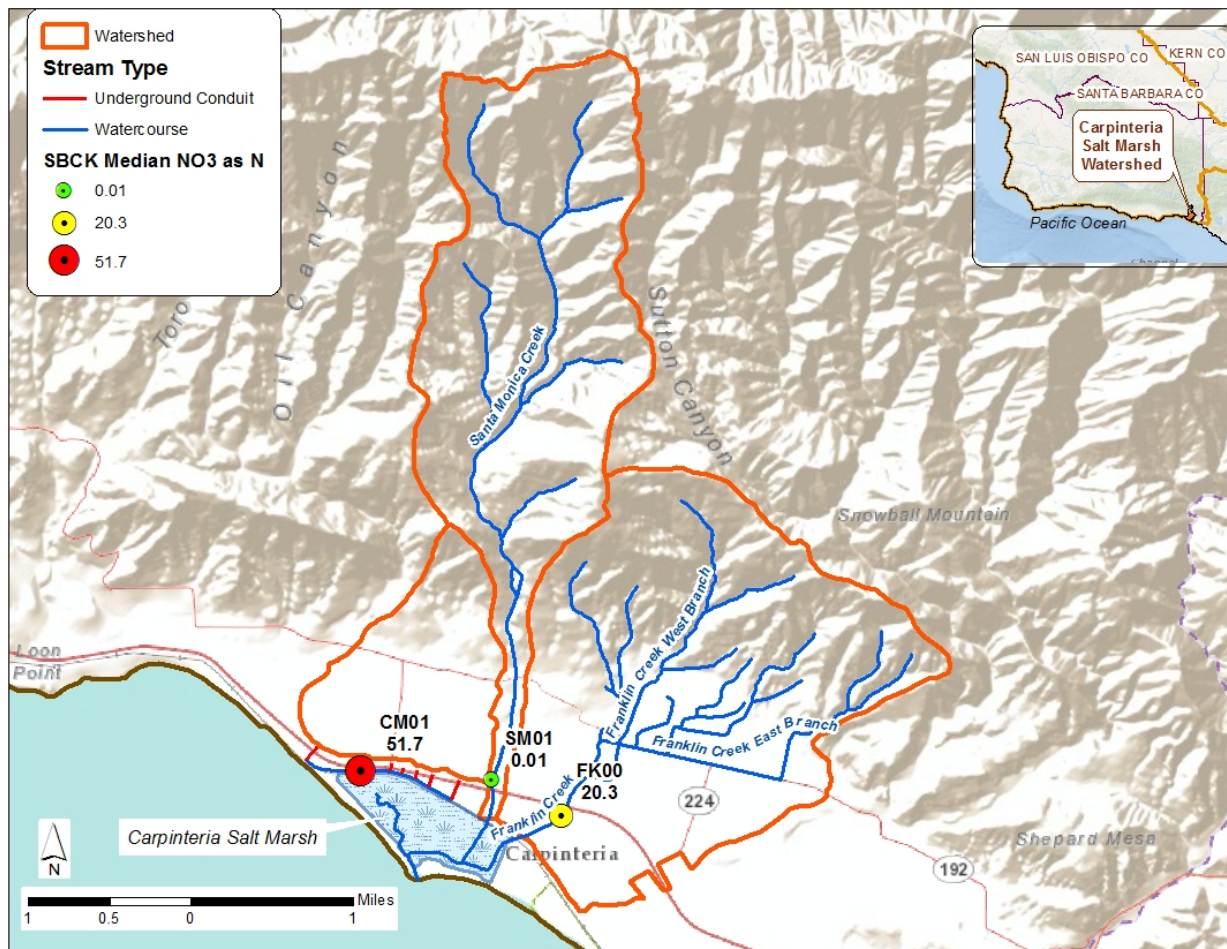 Watershed
Stream Type
Underground Conduit
Watercourse
SBCK Median NO3 as N
0.01
20.3
51.7
SAN LUIS OBISPO CO
KERN CO
SANTA BARBARA CO
Carpinteria
Salt Marsh
Watershed
Pacific Ocean
Channel
Toro
Oil Canyon
Sutton Canyon
Santa Monica Creek
Snowball Mountain
Franklin Creek West Branch
Loon
Point
CM01
51.7
SM01
0.01
Franklin Creek East Branch
FK00
20.3
224
Franklin Creek
Carpinteria Salt Marsh
Carpinteria
Shepard Mesa
192
N
Miles
1
0.5
0
1